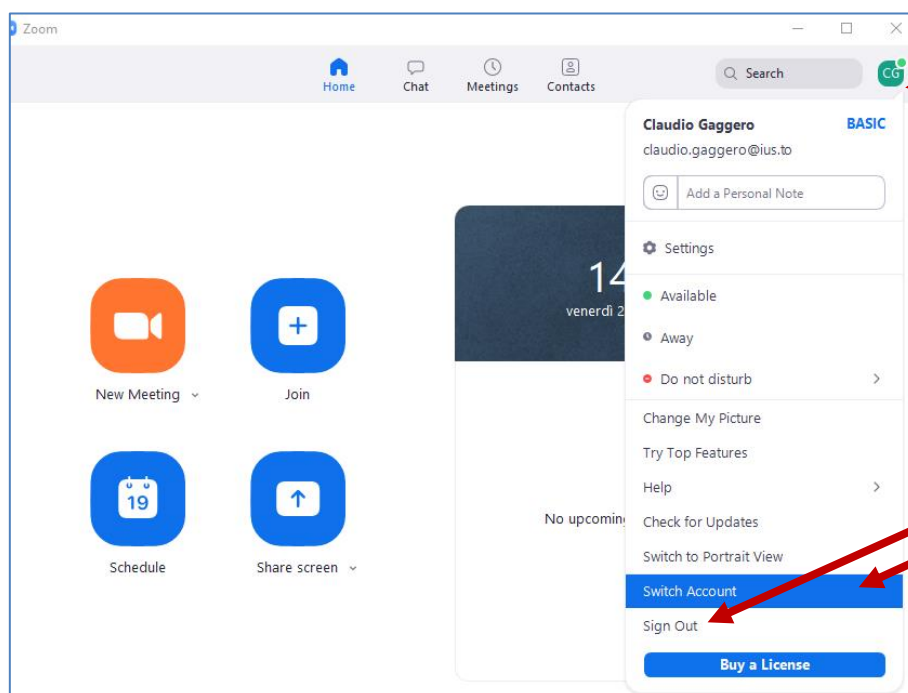 Zoom
Home
Chat
Meetings
Contacts
Search
CG
Claudio Gaggero
BASIC
claudio.gaggero@ius.to
Add a Personal Note
Settings
14
venerdì 2
Available
Away
Do not disturb
New Meeting
Join
Change My Picture
Try Top Features
Help
19
No upcoming
Check for Updates
Switch to Portrait View
Schedule
Share screen
Switch Account
Sign Out
Buy a License